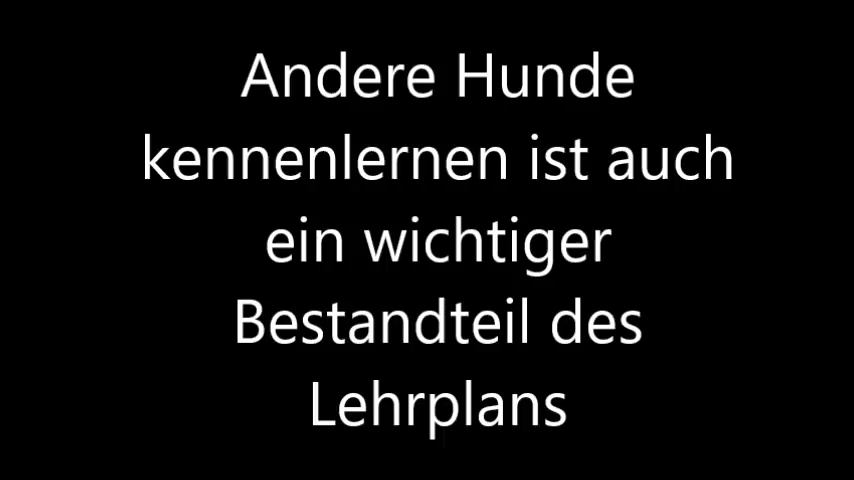 Andere Hunde
kennenlernen ist auch
ein wichtiger
Bestandteil des
Lehrplans